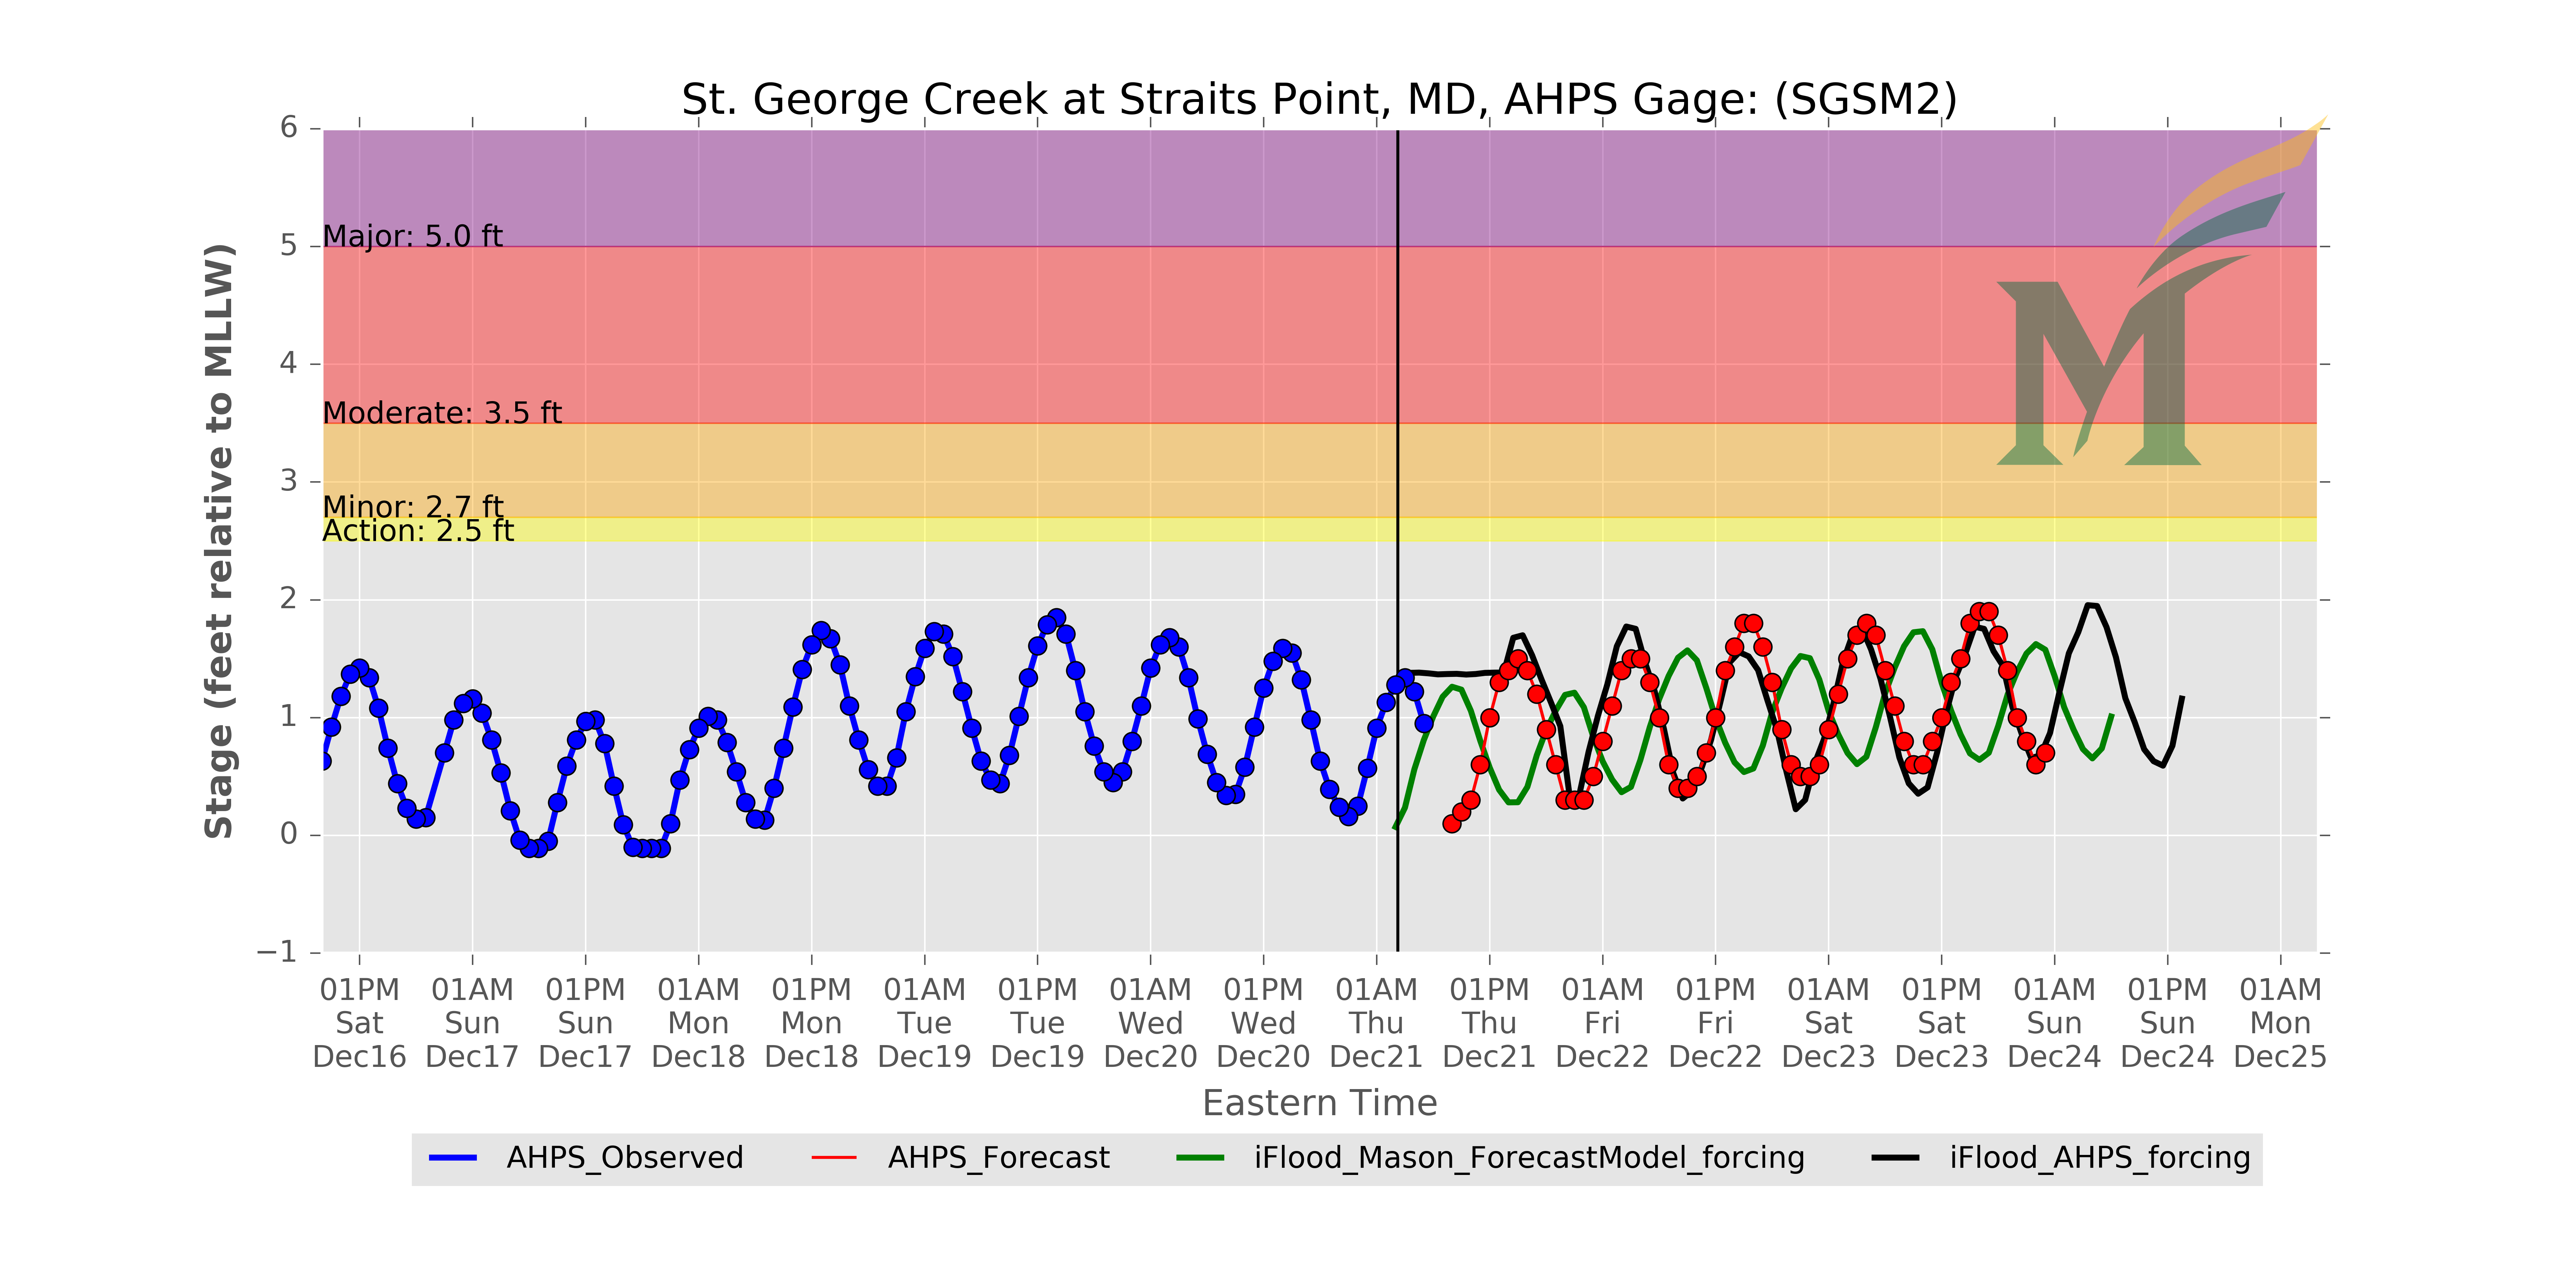 St. George Creek at Straits Point, MD, AHPS Gage: (SGSM2)
Stage (feet relative to MLLW)
6
5
4
3
2
1
0
−1
Major: 5.0 ft
Moderate: 3.5 ft
Minor: 2.7 ft
Action: 2.5 ft
M
01PM 01AM 01PM 01AM 01PM 01AM 01PM 01AM 01PM 01AM 01PM 01AM 01PM 01AM 01PM 01AM 01PM 01AM
Sat Sun Sun Mon Mon Tue Tue Wed Wed Thu Thu Fri Fri Sat Sat Sun Sun Mon
Dec16 Dec17 Dec17 Dec18 Dec18 Dec19 Dec19 Dec20 Dec20 Dec21 Dec21 Dec22 Dec22 Dec23 Dec23 Dec24 Dec24 Dec25
Eastern Time
AHPS_Observed AHPS_Forecast iFlood_Mason_ForecastModel_forcing iFlood_AHPS_forcing